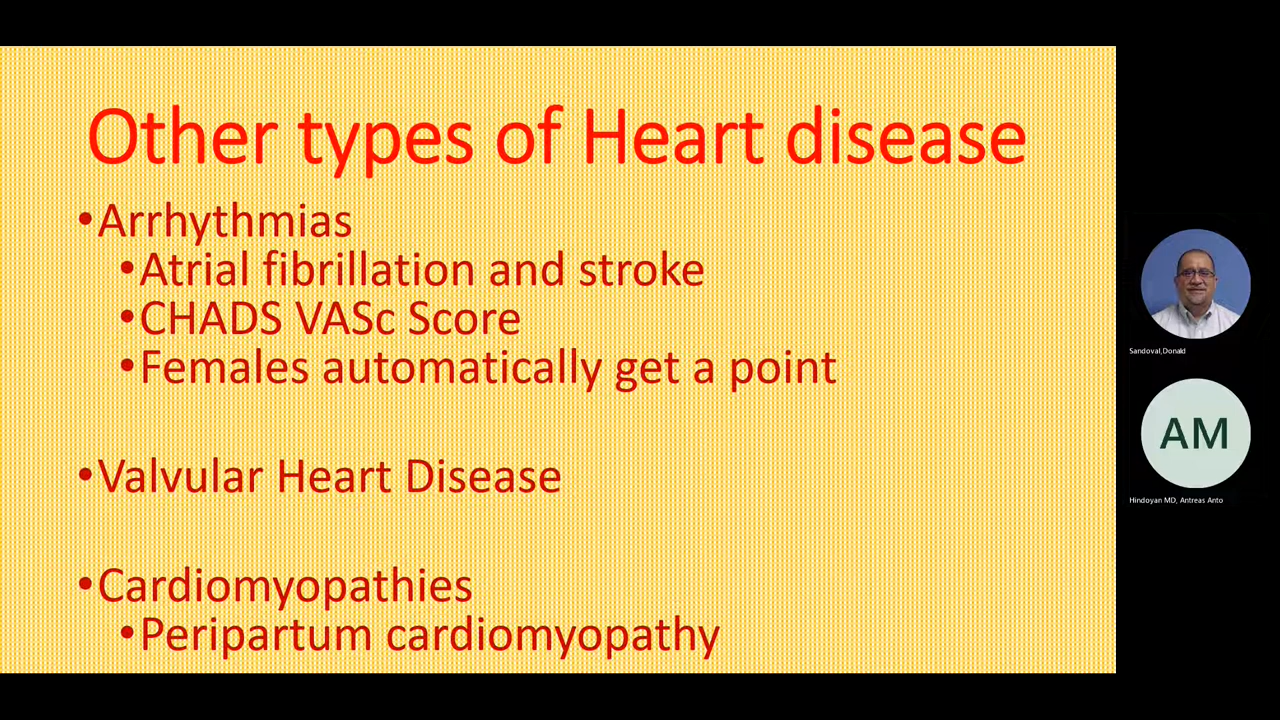 Other types of Heart disease
•Arrhythmias
•Atrial fibrillation and stroke
•CHADS VASc Score
•Females automatically get a point
•Valvular Heart Disease
•Cardiomyopathies
•Peripartum cardiomyopathy
Sandoval,Donald
AM
Hindoyan MD, Antreas Anto